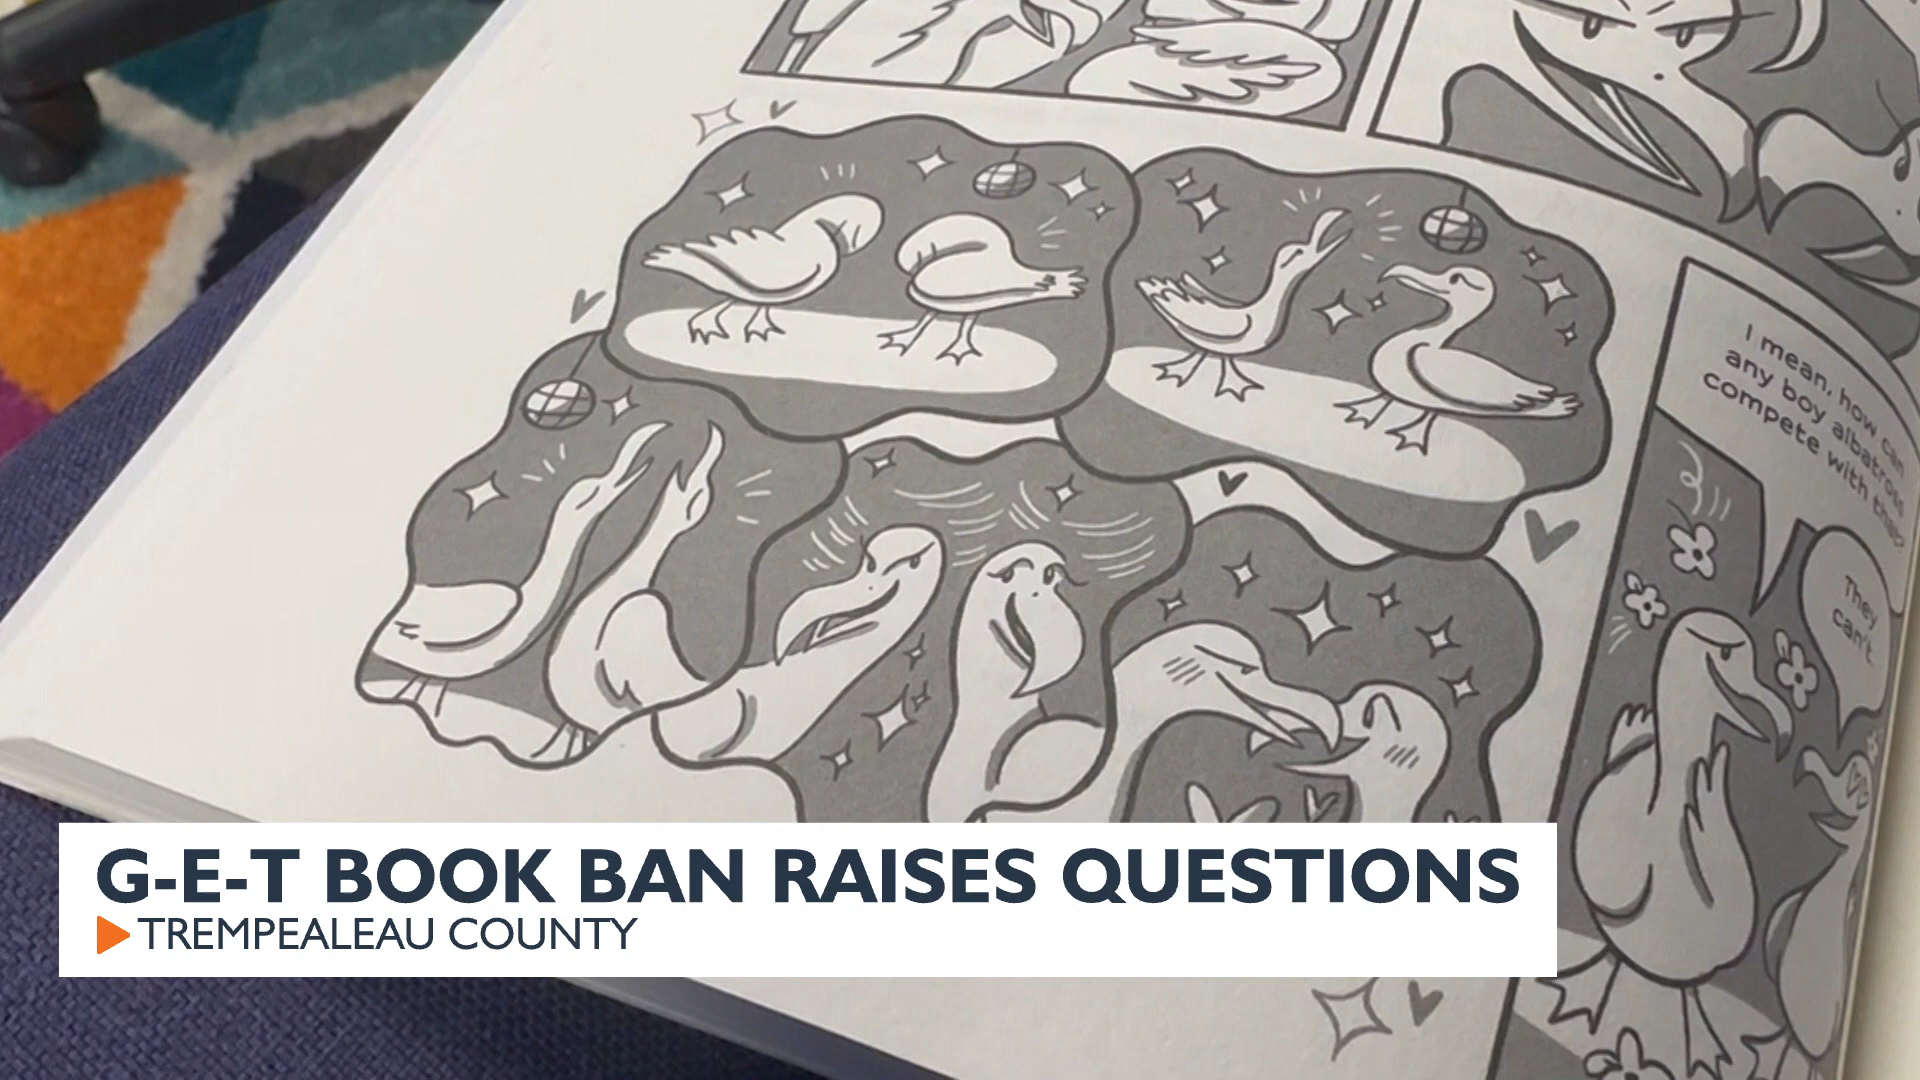 I mean, how can
any boy albatross
compete with that?
They
can't.
G-E-T BOOK BAN RAISES QUESTIONS
TREMPEALEAU COUNTY